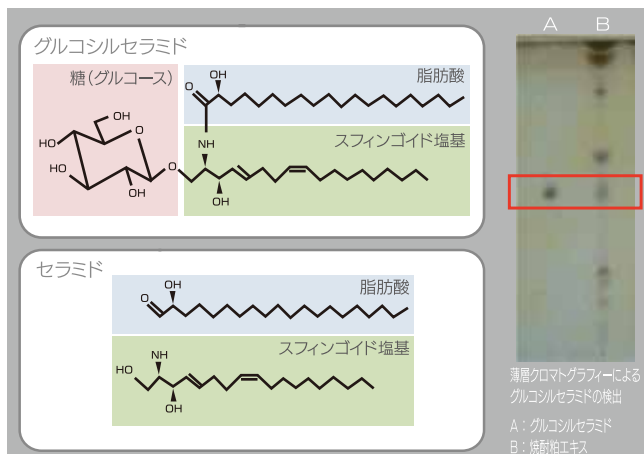 グルコシルセラミド
糖(グルコース)
脂肪酸
スフィンゴイド塩基
OH
O
OH
O
HO
HO
OH
O
NH
OH
セラミド
脂肪酸
スフィンゴイド塩基
OH
O
NH
HO
OH
A B
薄層クロマトグラフィーによる
グルコシルセラミドの検出
A:グルコシルセラミド
B:焼酎粕エキス